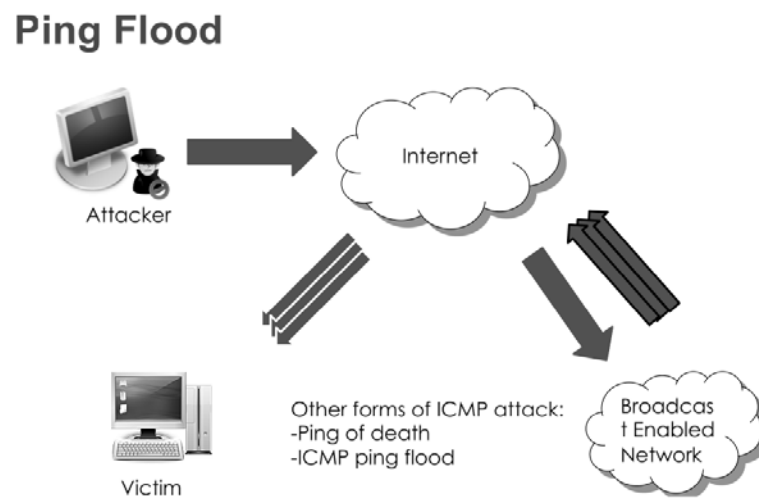 Ping Flood
Internet
Attacker
Other forms of ICMP attack:
-Ping of death
-ICMP ping flood
Broadcas
t Enabled
Network
Victim